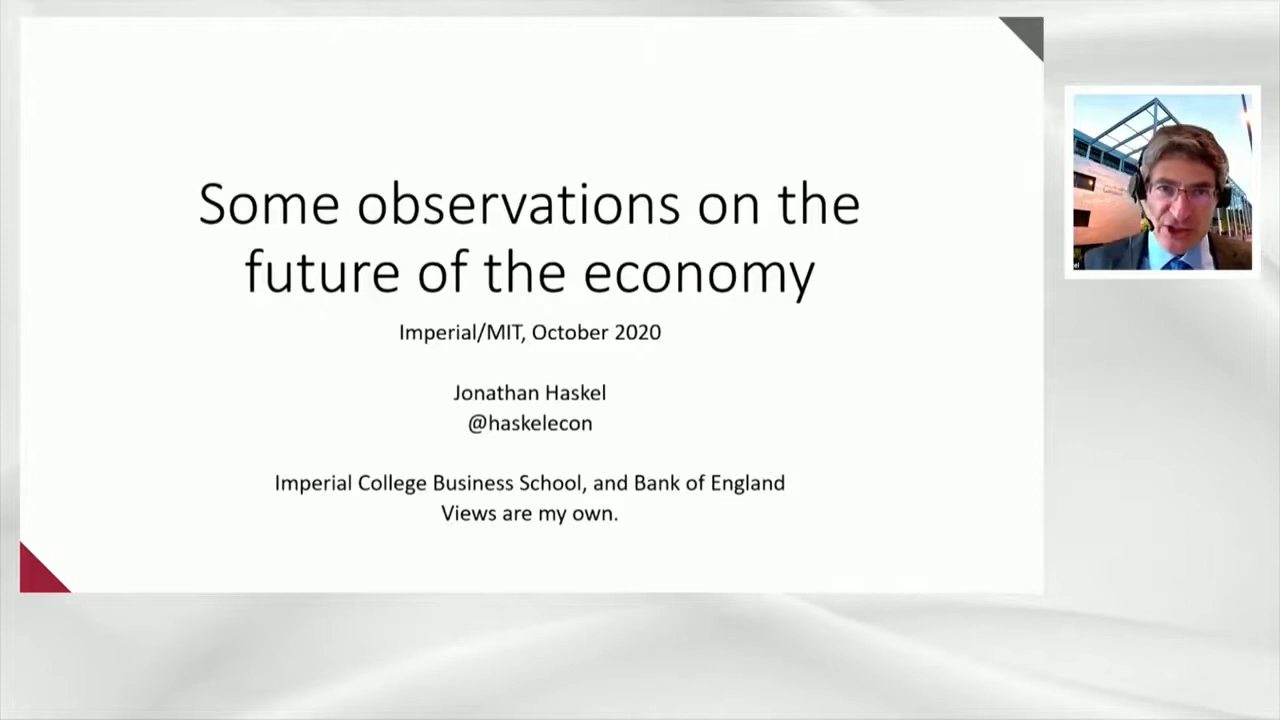 Some observations on the
future of the economy
Imperial/MIT, October 2020
Jonathan Haskel
@haskelecon
Imperial College Business School, and Bank of England
Views are my own.